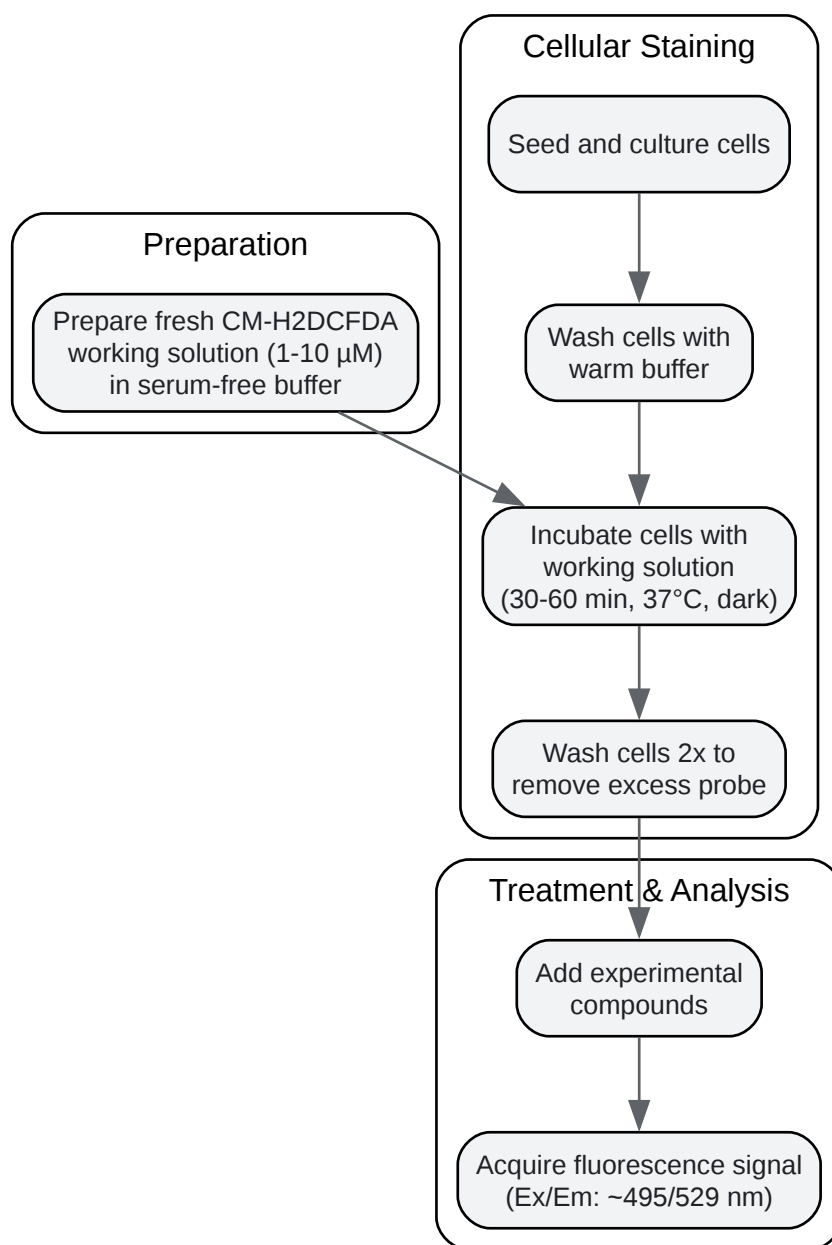 Cellular Staining
Seed and culture cells
Preparation
Prepare fresh CM-H2DCFDA
working solution (1-10 µM)
in serum-free buffer
Wash cells with
warm buffer
Incubate cells with
working solution
(30-60 min, 37°C, dark)
Wash cells 2x to
remove excess probe
Treatment & Analysis
Add experimental
compounds
Acquire fluorescence signal
(Ex/Em: ~495/529 nm)